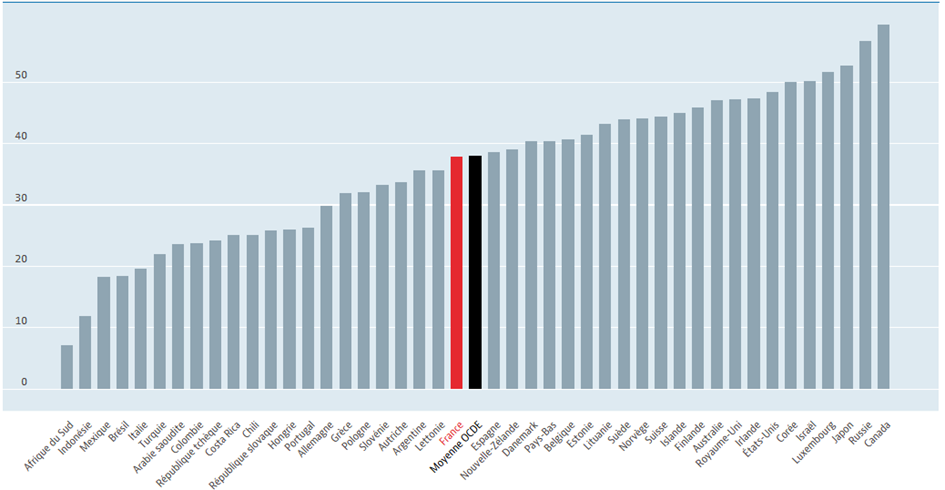 50
40
30
20
10
0
Afrique du Sud
Indonésie
Mexique
Brésil
Italie
Turquie
Arabie saoudite
Colombie
République tchèque
Costa Rica
Chili
République slovaque
Hongrie
Portugal
Allemagne
Grèce
Pologne
Slovénie
Autriche
Argentine
Lettonie
France
Moyenne OCDE
Espagne
Nouvelle-Zélande
Danemark
Pays-Bas
Belgique
Estonie
Lituanie
Suède
Norvège
Suisse
Islande
Finlande
Australie
Royaume-Uni
Irlande
États-Unis
Corée
Israël
Luxembourg
Japon
Russie
Canada